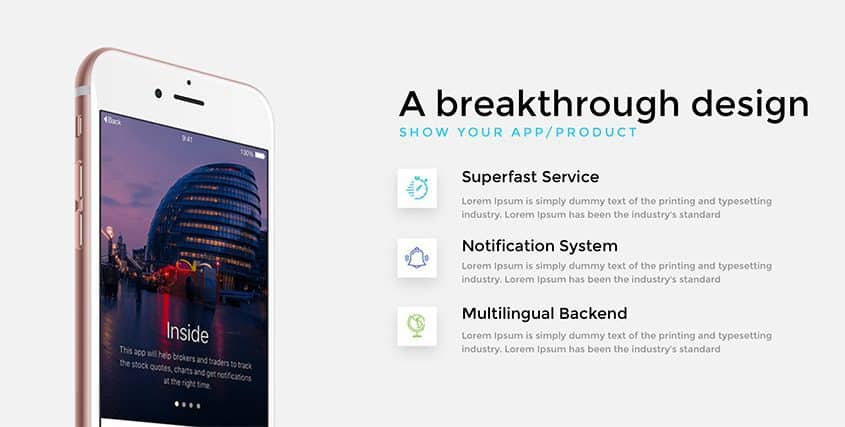 Back
9:41
100%
Inside
This app will help brokers and traders to track
the stock quotes, charts and get notifications
at the right time.
A breakthrough design
SHOW YOUR APP/PRODUCT
Superfast Service
Lorem Ipsum is simply dummy text of the printing and typesetting
industry. Lorem Ipsum has been the industry's standard
Notification System
Lorem Ipsum is simply dummy text of the printing and typesetting
industry. Lorem Ipsum has been the industry's standard
Multilingual Backend
Lorem Ipsum is simply dummy text of the printing and typesetting
industry. Lorem Ipsum has been the industry's standard